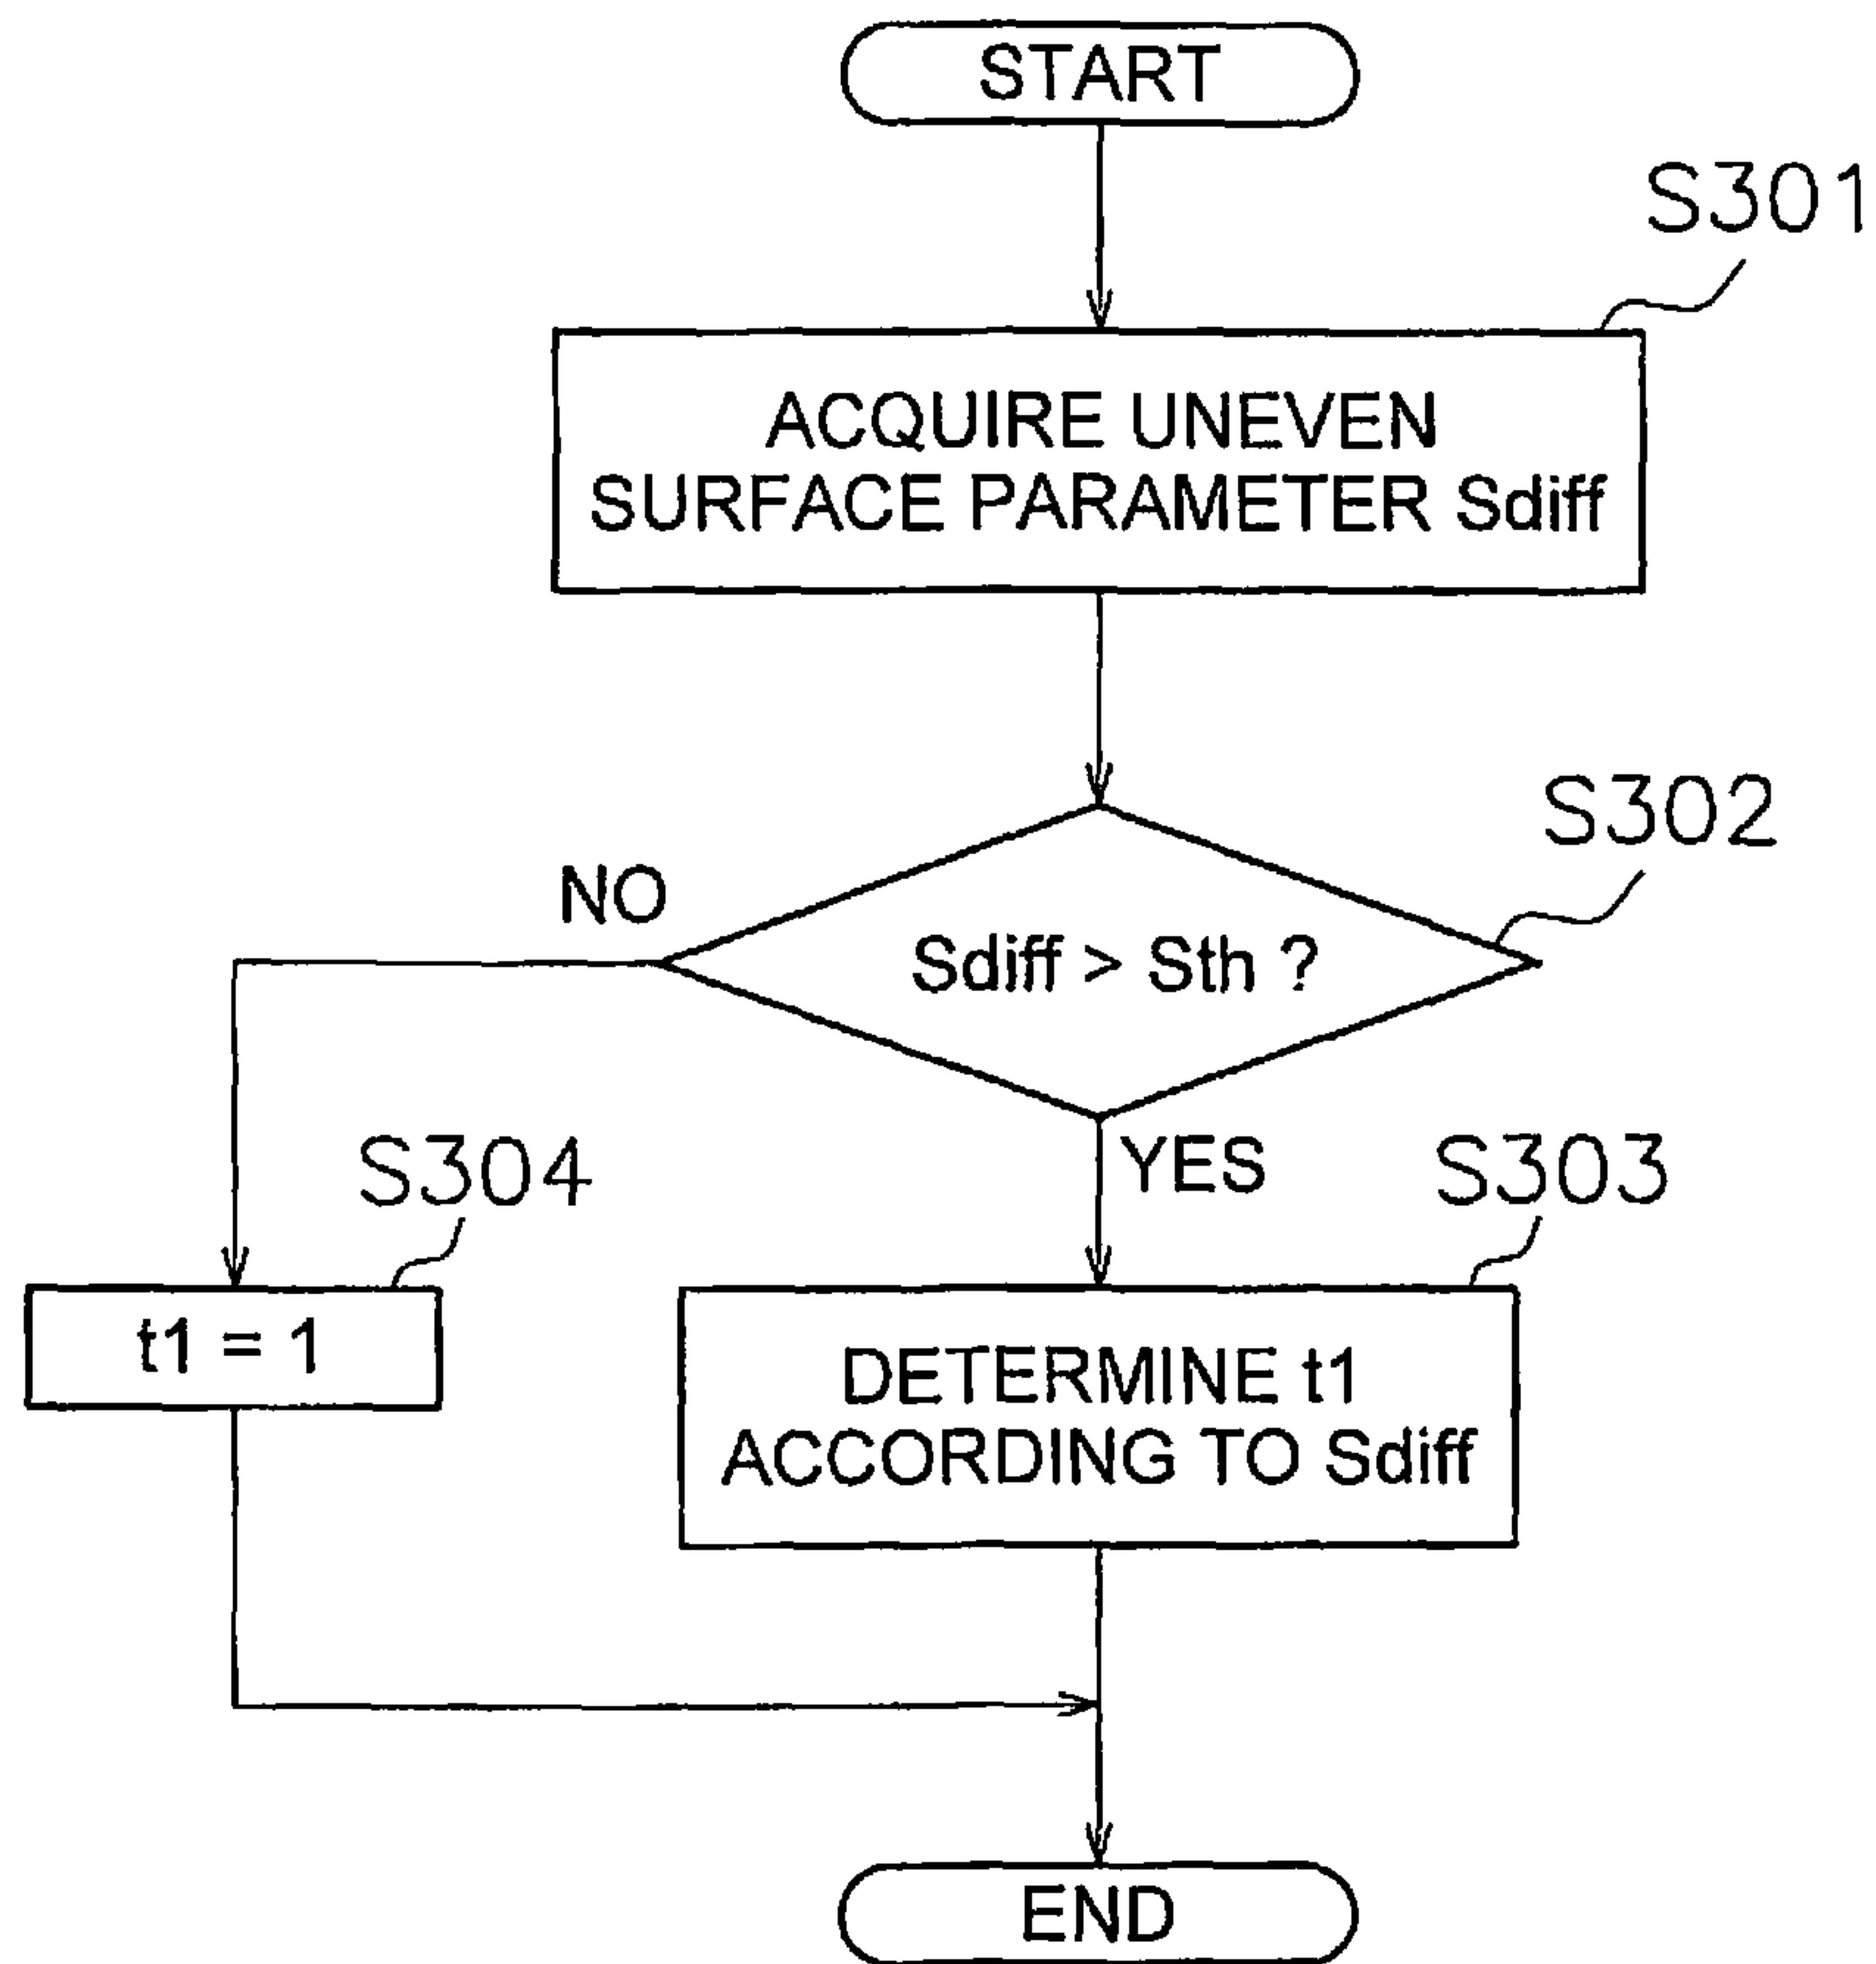 START
S301
ACQUIRE UNEVEN
SURFACE PARAMETER Sdiff
S302
NO
Sdiff > Sth ?
YES
S304
S303
t1 = 1
DETERMINE t1
ACCORDING TO Sdiff
END